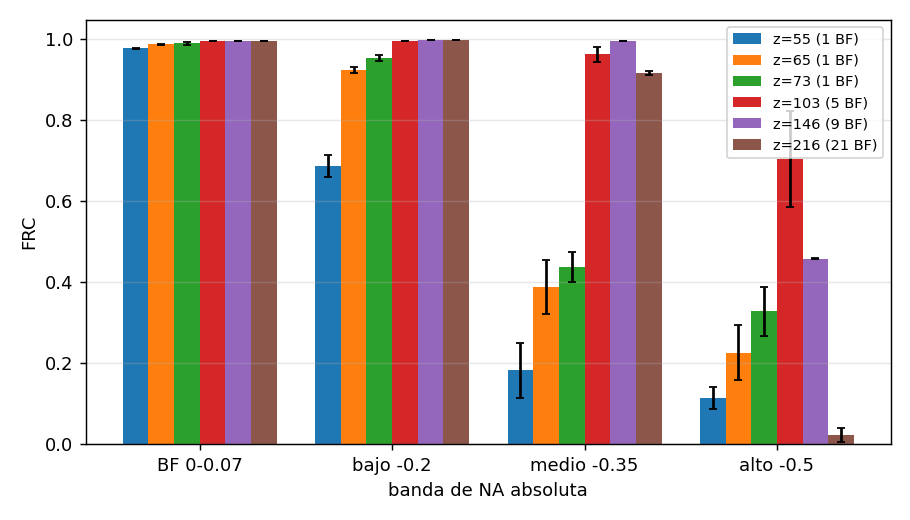 1.0
0.8
0.6
0.4
0.2
0.0
FRC
z=55 (1 BF)
z=65 (1 BF)
z=73 (1 BF)
z=103 (5 BF)
z=146 (9 BF)
z=216 (21 BF)
BF 0-0.07
bajo -0.2
medio -0.35
alto -0.5
banda de NA absoluta